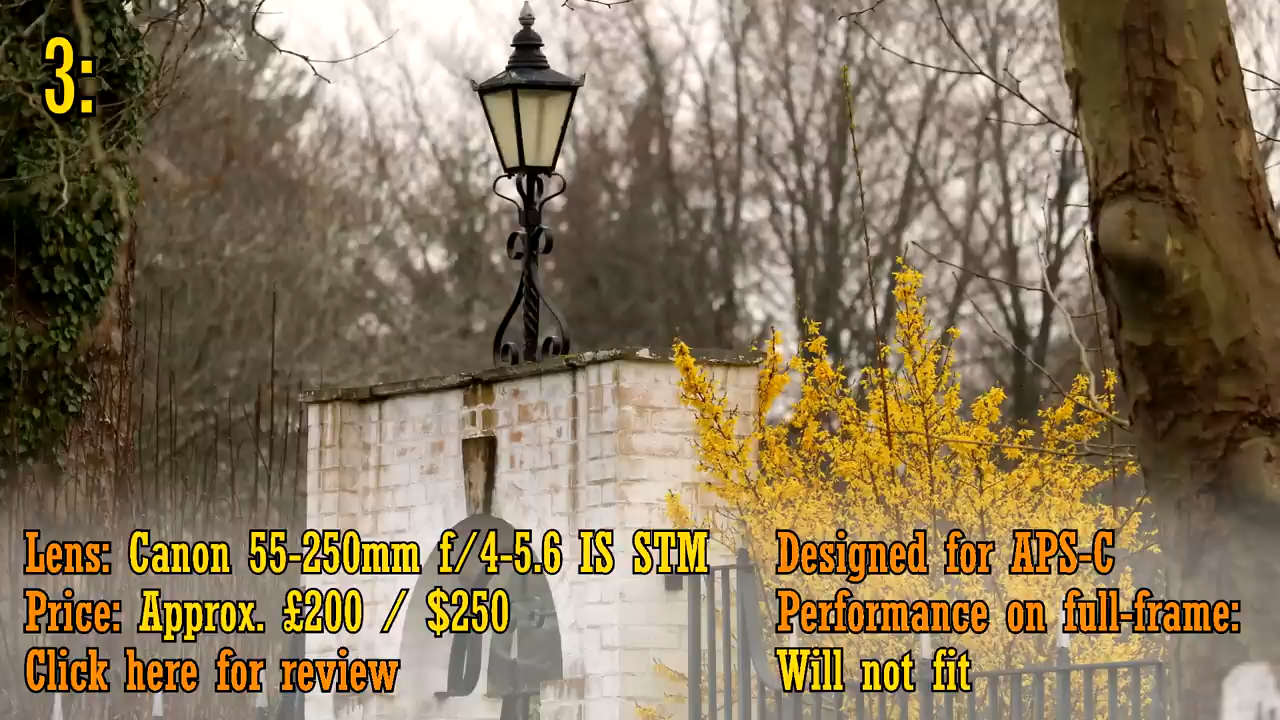 3:
Lens: Canon 55-250mm f/4-5.6 IS STM
Price: Approx. £200 / $250
Click here for review
Designed for APS-C
Performance on full-frame:
Will not fit